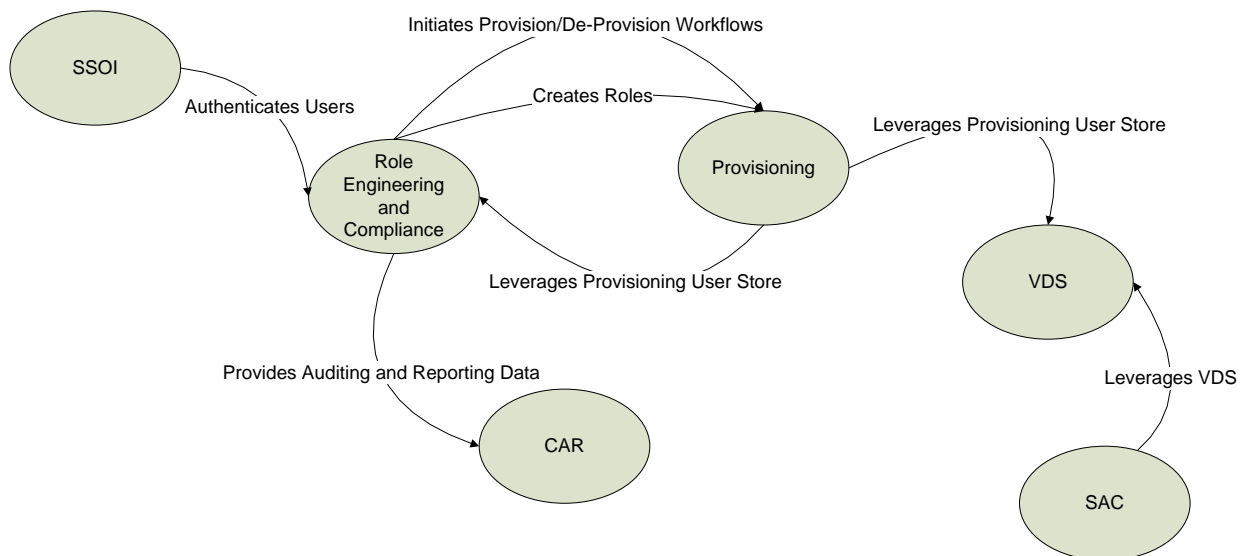 Initiates Provision/De-Provision Workflows
SSOI
Authenticates Users
Creates Roles
Leverages Provisioning User Store
Role
Engineering
and
Compliance
Provisioning
Leverages Provisioning User Store
VDS
Provides Auditing and Reporting Data
Leverages VDS
CAR
SAC